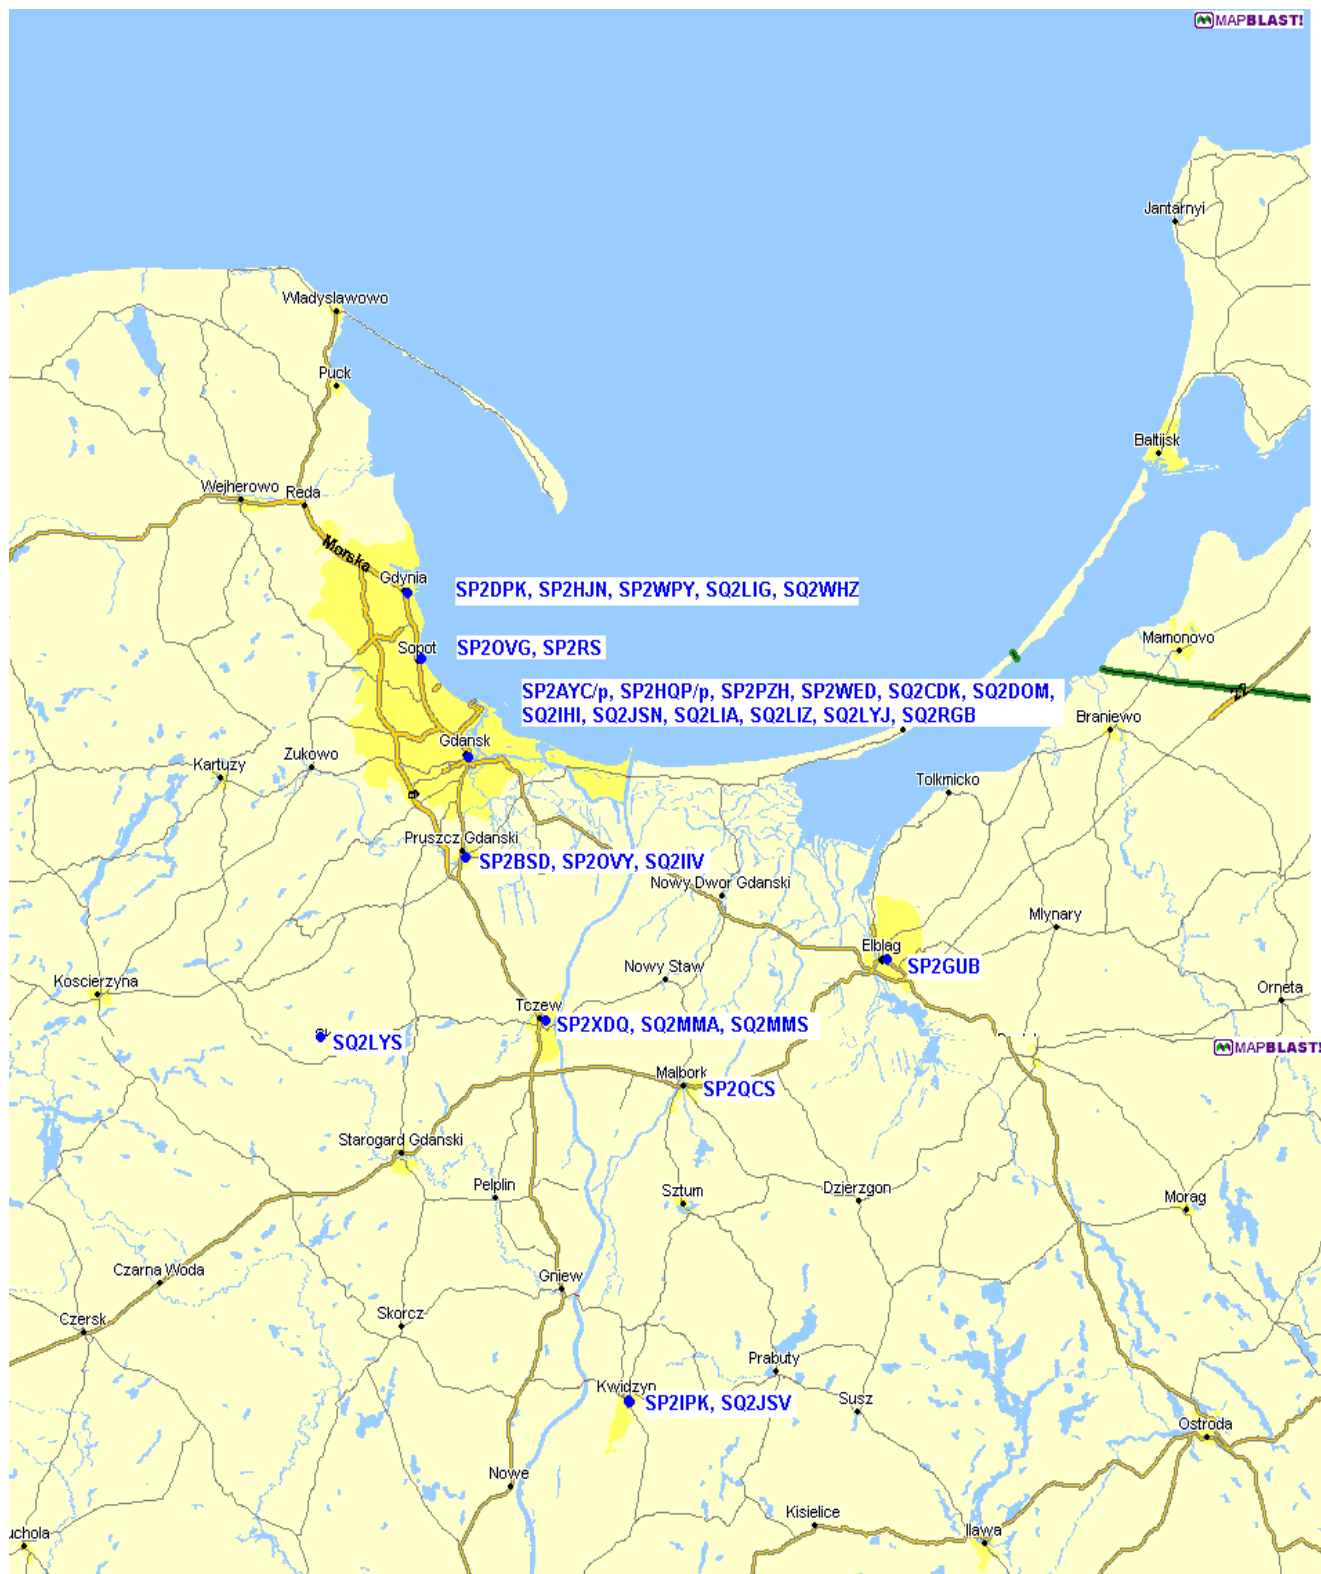 MAPBLAST!
Jantarnyi
Wladyslawowo
Puck
Baltijsk
Wejherowo
Reda
Morska
Gdynia
SP2DPK, SP2HJN, SP2WPY, SQ2LIG, SQ2WHZ
Mamonovo
Sopot
SP2OVG, SP2RS
SP2AYC/p, SP2HQP/p, SP2PZH, SP2WED, SQ2CDK, SQ2DOM,
SQ2IHI, SQ2JSN, SQ2LIA, SQ2LIZ, SQ2LYJ, SQ2RGB
Braniewo
Gdansk
Zukowo
Kartuzy
Tolkmicko
Pruszcz Gdanski
SP2BSD, SP2OVY, SQ2IIV
Nowy Dwor Gdanski
Mlynary
Elblag
SP2GUB
Nowy Staw
Koscierzyna
Orneta
Tczew
SP2XDQ, SQ2MMA, SQ2MMS
SQ2LYS
MAPBLAST!
Malbork
SP2QCS
Starogard Gdanski
Pelplin
Sztum
Dzierzgon
Morag
Czarna Woda
Gniew
Skorcz
Czersk
Prabuty
Kwidzyn
SP2IPK, SQ2JSV
Susz
Ostroda
Nowe
Kisielice
uchola
Ilawa